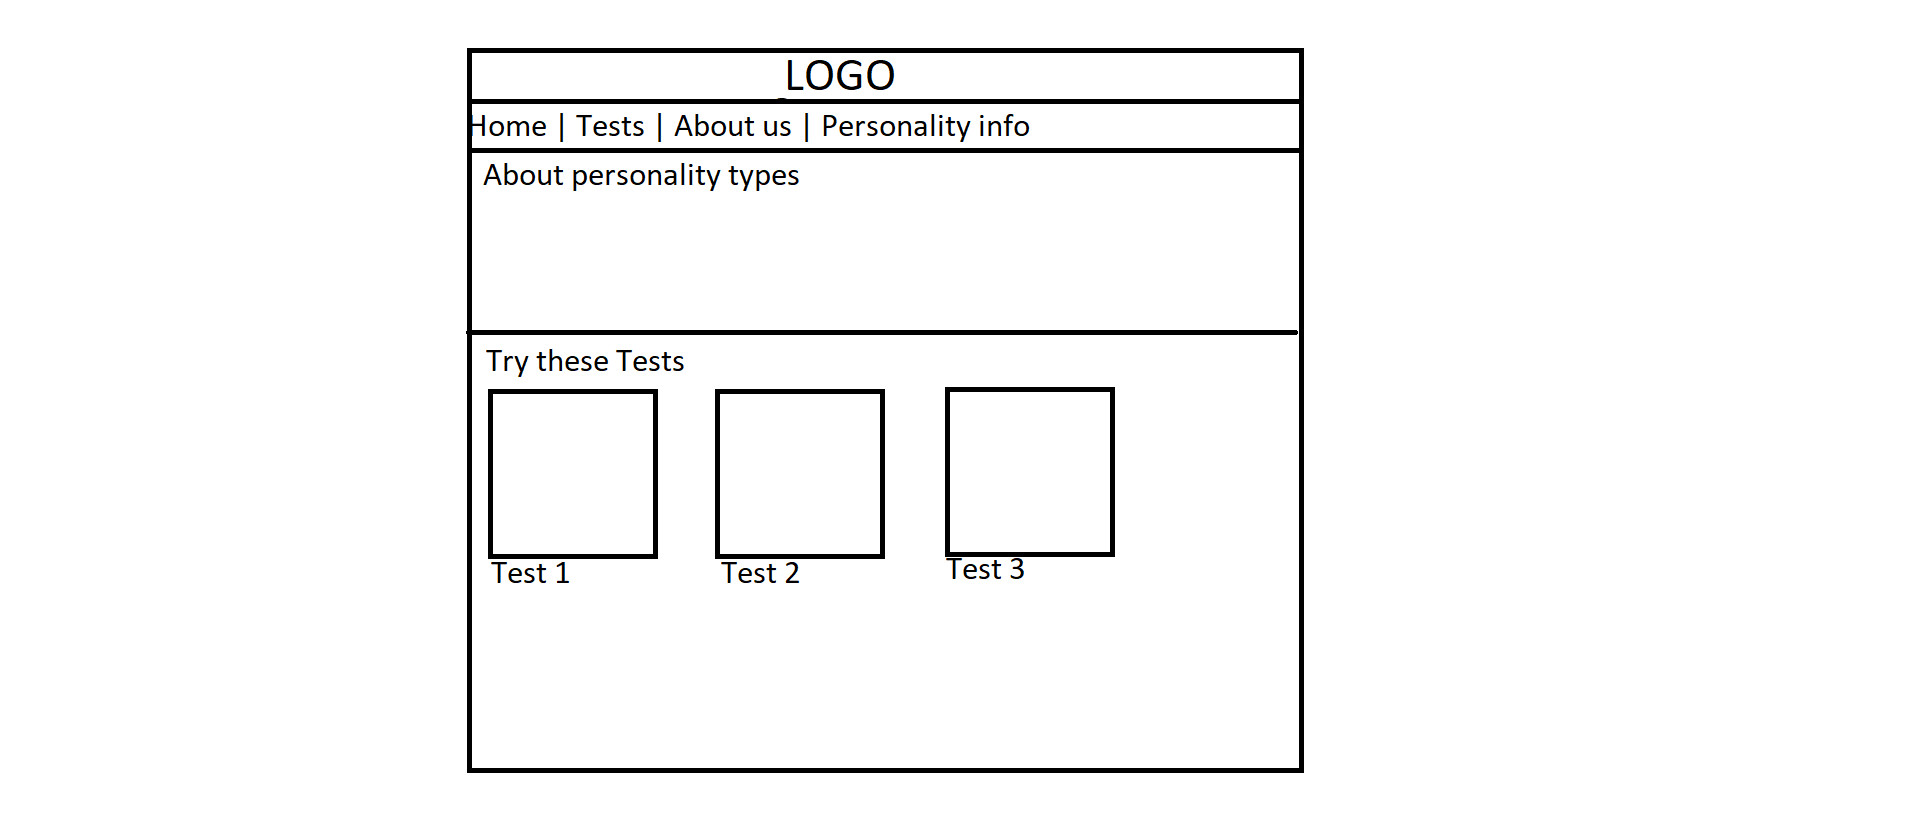 LOGO
Home | Tests | About us | Personality info
About personality types
Try these Tests
Test 1 Test 2 Test 3